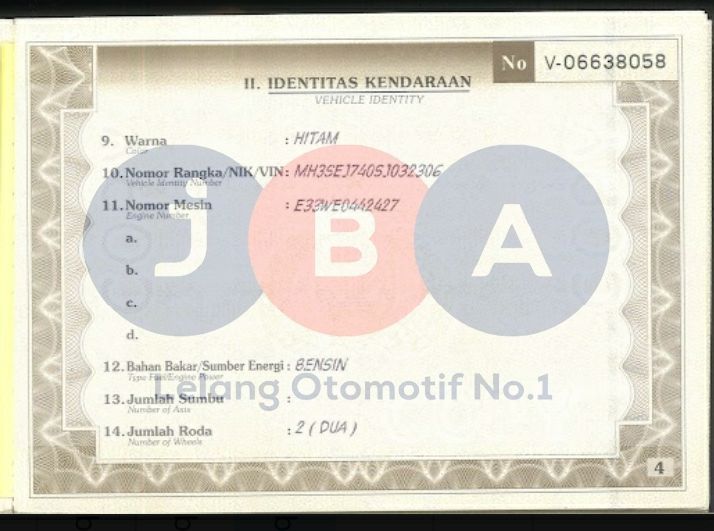 No V-06638058
II. IDENTITAS KENDARAAN
VEHICLE IDENTITY
9. Warna : HITAM
Color
10. Nomor Rangka/NIK/VIN: MH3SEJ740SJ032306
Vehicle Identity Number
11. Nomor Mesin : E33WE0442427
Engine Number
a.
b.
c.
d.
J B A
12. Bahan Bakar/Sumber Energi : BENSIN
Type Fuel/Engine Power
Lelang Otomotif No.1
13. Jumlah Sumbu :
Number of Axis
14. Jumlah Roda : 2 ( DUA )
Number of Wheels
4